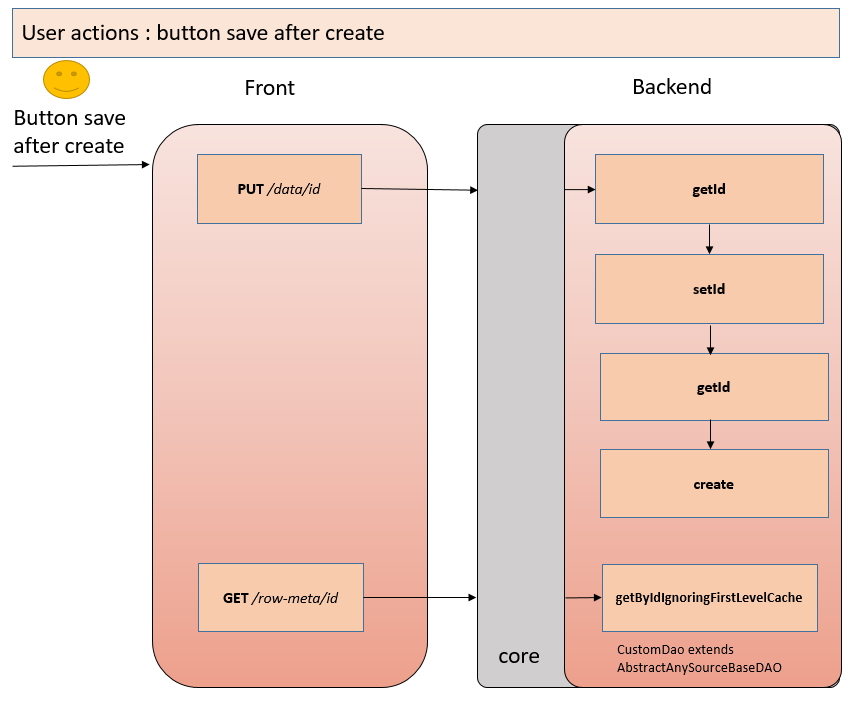 User actions : button save after create
Front
Backend
Button save
after create
PUT /data/id
getId
setId
getId
create
GET /row-meta/id
getByIdIgnoringFirstLevelCache
core
CustomDao extends
AbstractAnySourceBaseDAO